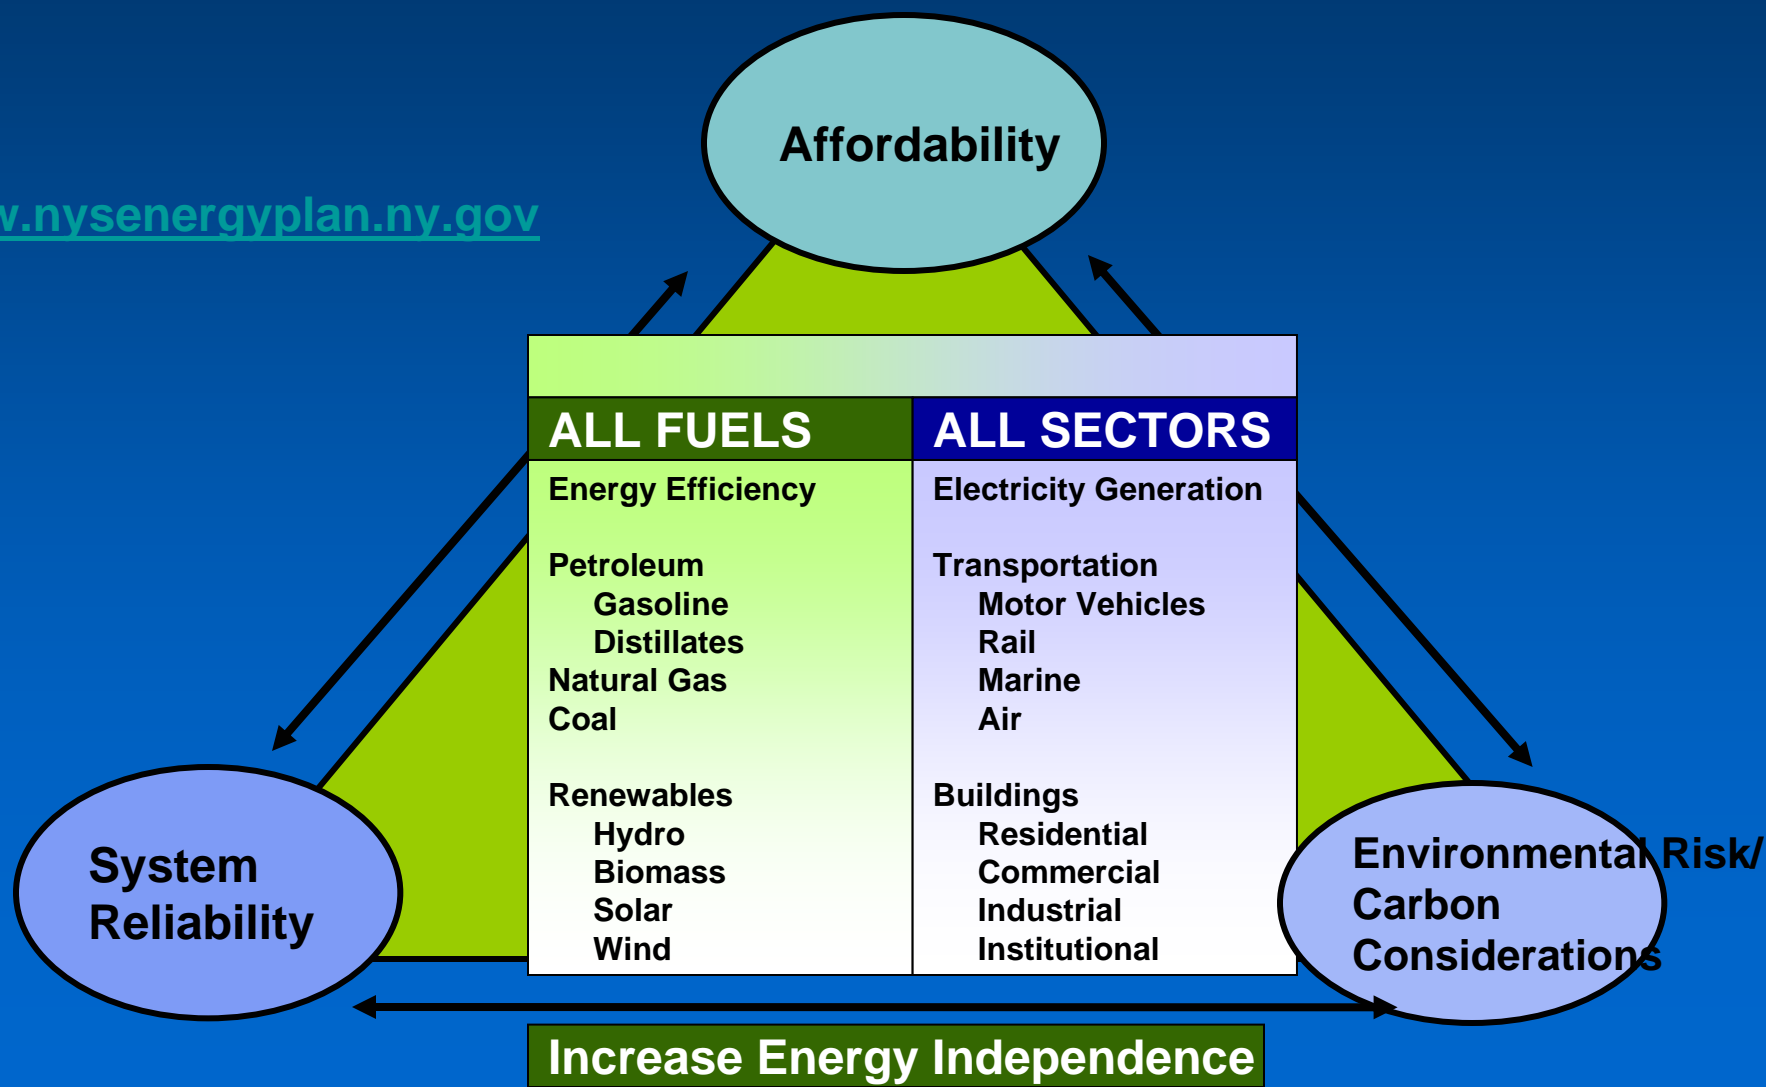 Affordability
w.nysenergyplan.ny.gov
ALL FUELS
Energy Efficiency
Petroleum
Gasoline
Distillates
Natural Gas
Coal
Renewables
Hydro
Biomass
Solar
Wind
ALL SECTORS
Electricity Generation
Transportation
Motor Vehicles
Rail
Marine
Air
Buildings
Residential
Commercial
Industrial
Institutional
System
Reliability
Environmental Risk/
Carbon
Considerations
Increase Energy Independence